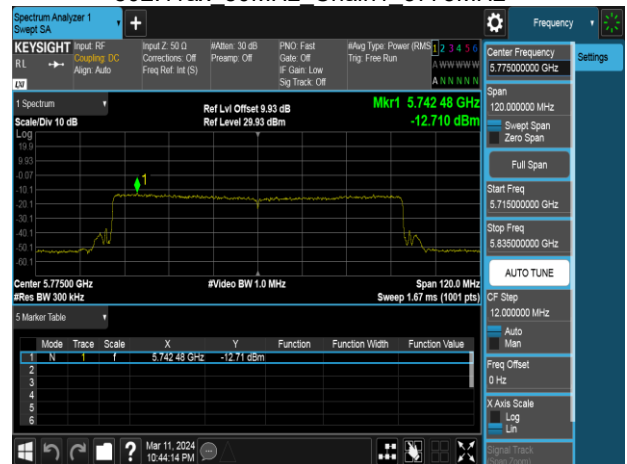 Spectrum Analyzer 1
Swept SA
Frequency
KEYSIGHT
RL
LXI
Input: RF
Coupling: DC
Align: Auto
Input Z: 50 Ω
Corrections: Off
Freq Ref: Int (S)
#Atten: 30 dB
Preamp: Off
PNO: Fast
Gate: Off
IF Gain: Low
Sig Track: Off
#Avg Type: Power (RMS
Trig: Free Run
1 2 3 4 5 6
A W W W W W
A N N N N N
1 Spectrum
Scale/Div 10 dB
Ref Lvl Offset 9.93 dB
Ref Level 29.93 dBm
Mkr1 5.742 48 GHz
-12.710 dBm
Log
19.9
9.93
-0.07
-10.1
-20.1
-30.1
-40.1
-50.1
-60.1
1
Center 5.77500 GHz
#Res BW 300 kHz
#Video BW 1.0 MHz
Span 120.0 MHz
Sweep 1.67 ms (1001 pts)
5 Marker Table
Mode Trace Scale X Y Function Function Width Function Value
1 N 1 f 5.742 48 GHz -12.71 dBm
2
3
4
5
6
Mar 11, 2024
10:44:14 PM
Center Frequency
5.775000000 GHz
Settings
Span
120.000000 MHz
Swept Span
Zero Span
Full Span
Start Freq
5.715000000 GHz
Stop Freq
5.835000000 GHz
AUTO TUNE
CF Step
12.000000 MHz
Auto
Man
Freq Offset
0 Hz
X Axis Scale
Log
Lin
Signal Track
(Span Zoom)